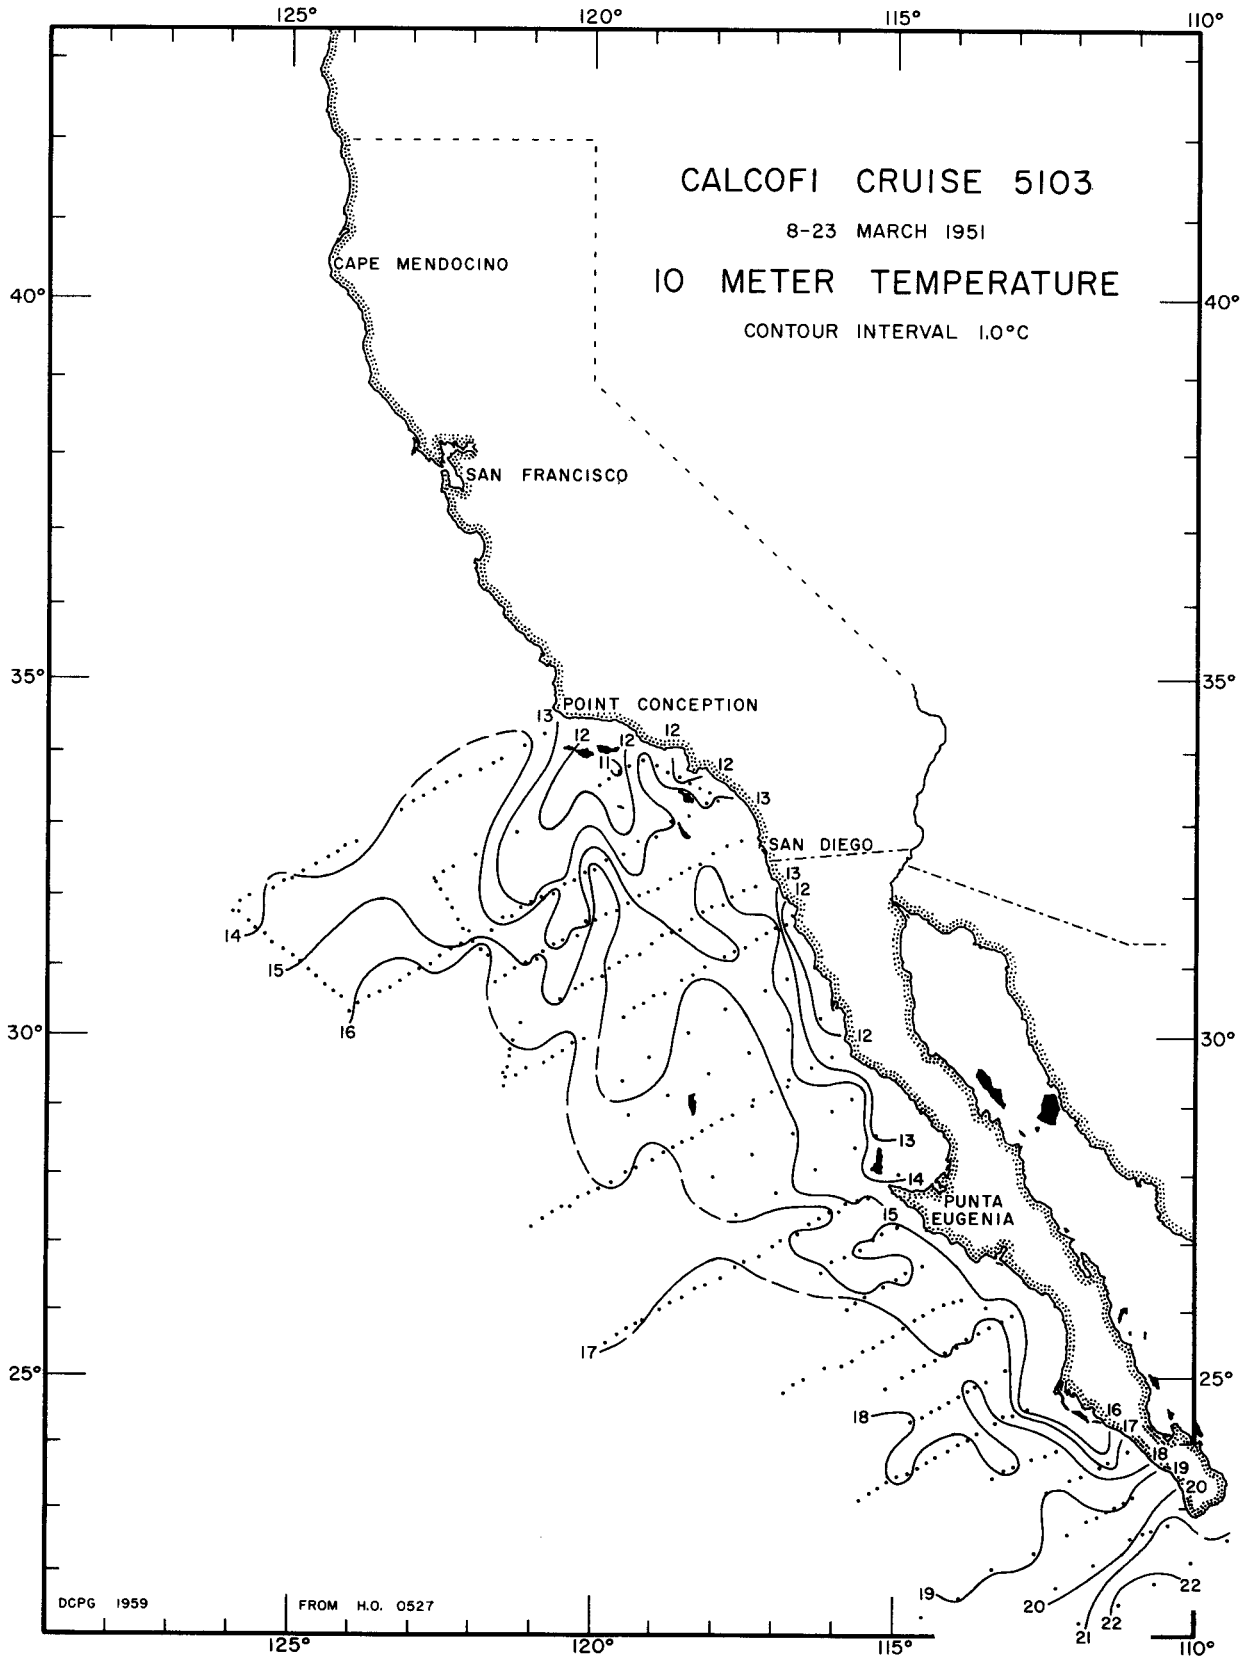 125° 120° 115° 110°
CALCOFI CRUISE 5103
8-23 MARCH 1951
CAPE MENDOCINO
10 METER TEMPERATURE
40° 40°
CONTOUR INTERVAL 1.0°C
SAN FRANCISCO
35° 35°
POINT CONCEPTION
13
12
12
12
11
12
13
SAN DIEGO
13
12
14
15
16
30° 30°
12
13
14
PUNTA
EUGENIA
15
17
25° 25°
18
16
17
18
19
20
19
20
21
22
22
DCPG 1959 FROM H.O. 0527
125° 120° 115° 110°